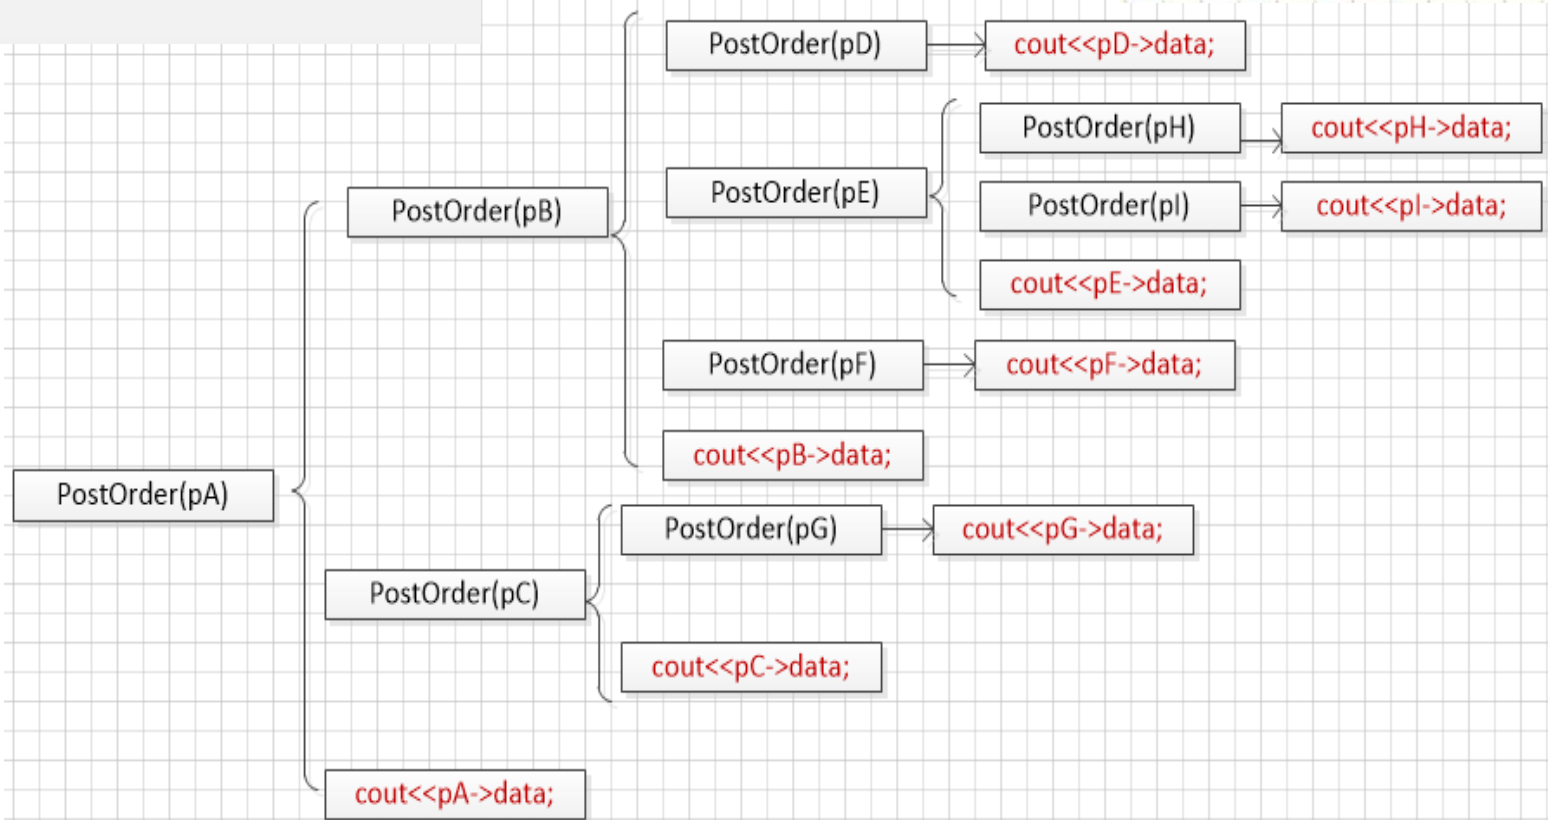 PostOrder(pD)
cout<<pD->data;
PostOrder(pH)
cout<<pH->data;
PostOrder(pE)
PostOrder(pI)
cout<<pI->data;
PostOrder(pB)
cout<<pE->data;
PostOrder(pF)
cout<<pF->data;
cout<<pB->data;
PostOrder(pA)
PostOrder(pG)
cout<<pG->data;
PostOrder(pC)
cout<<pC->data;
cout<<pA->data;